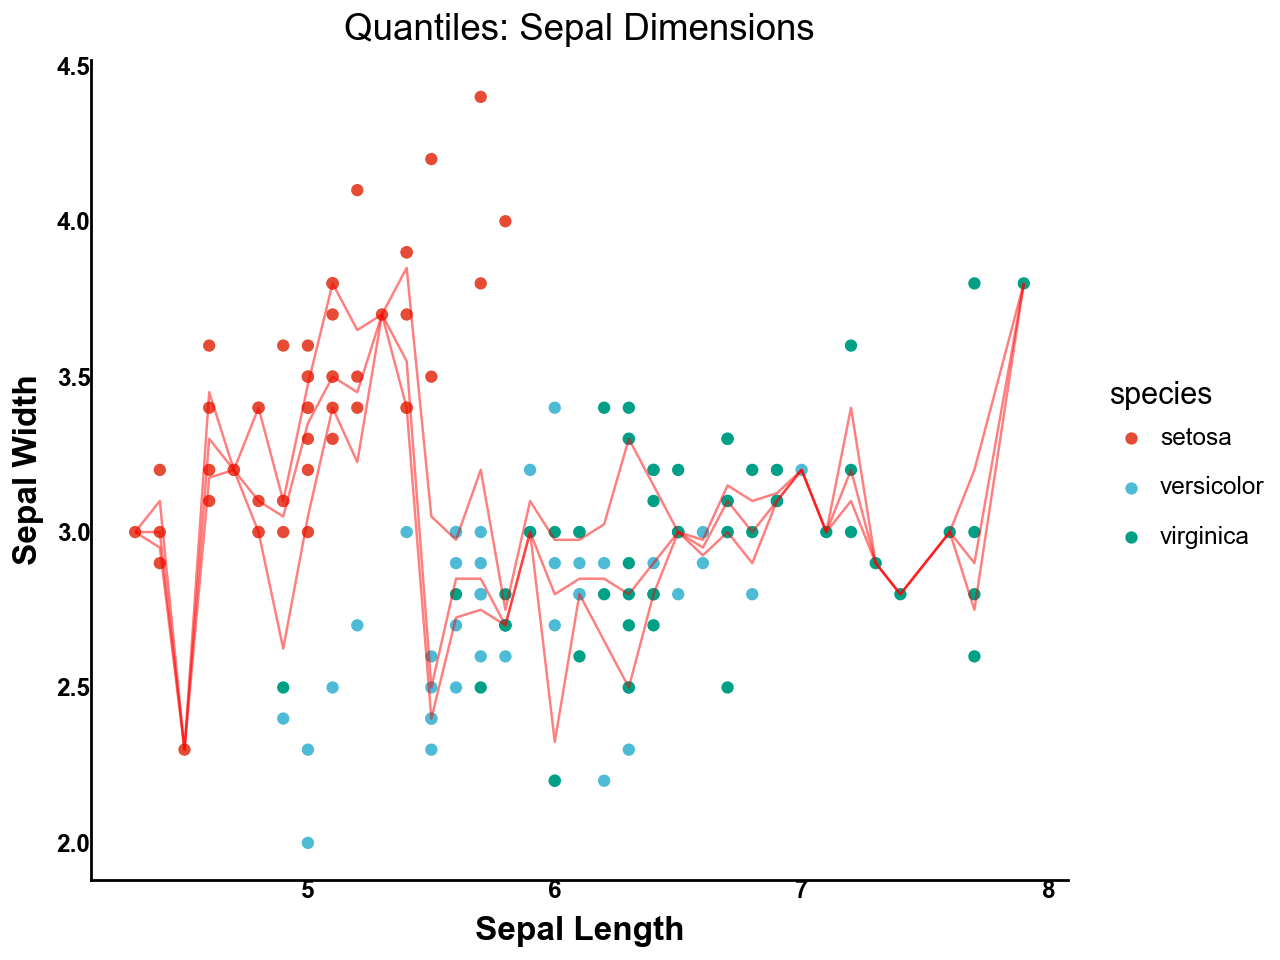 Quantiles: Sepal Dimensions
4.5
4.0
3.5
3.0
2.5
2.0
Sepal Width
5 6 7 8
Sepal Length
species
setosa
versicolor
virginica